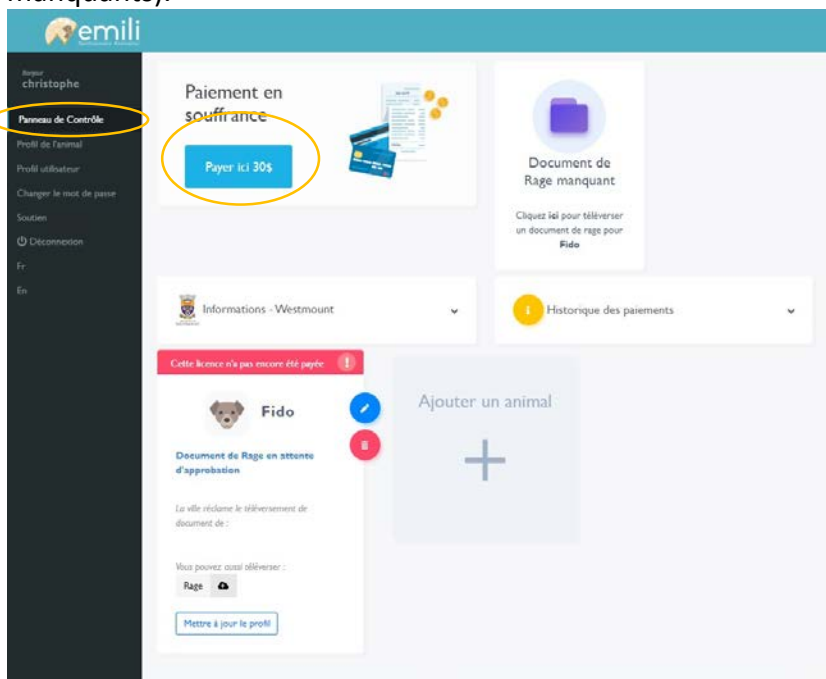 manquants).
emili
Bonjour
christophe
Panneau de Contrôle
Profil de l'animal
Profil utilisateur
Changer le mot de passe
Soutien
Déconnexion
Fr
En
Paiement en
souffrance
Payer ici 30$
Document de
Rage manquant
Cliquez ici pour téléverser
un document de rage pour
Fido
Informations - Westmount
Historique des paiements
Cette licence n'a pas encore été payée
Fido
Document de Rage en attente
d'approbation
La ville réclame le téléversement de
document de :
Vous pouvez aussi téléverser :
Rage
Mettre à jour le profil
Ajouter un animal